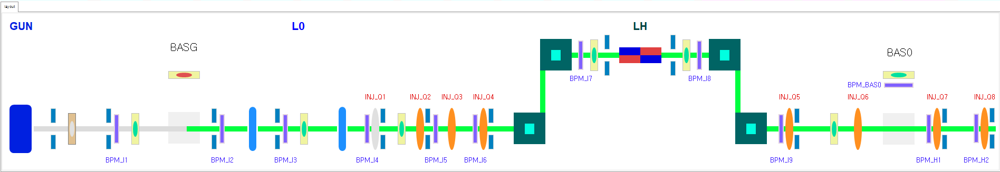 layout
GUN
L0
LH
BASG
BAS0
BPM_I7
BPM_I8
BPM_BAS0
INJ_Q1
INJ_Q2
INJ_Q3
INJ_Q4
INJ_Q5
INJ_Q6
INJ_Q7
INJ_Q8
BPM_I1
BPM_I2
BPM_I3
BPM_I4
BPM_I5
BPM_I6
BPM_I9
BPM_H1
BPM_H2